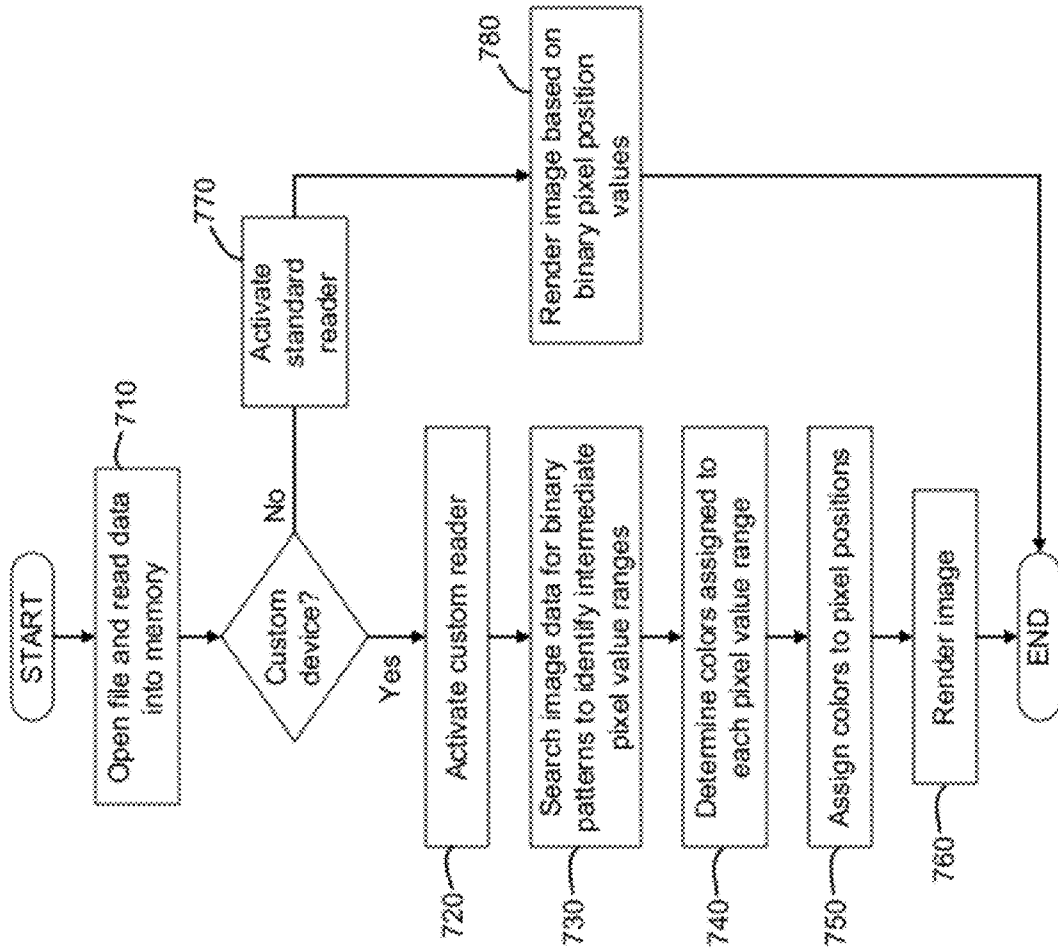 START
Open file and read data
into memory
710
Custom
device?
No
Yes
Activate
standard
reader
770
Render image based on
binary pixel position
values
780
Activate custom reader
720
Search image data for binary
patterns to identify intermediate
pixel value ranges
730
Determine colors assigned to
each pixel value range
740
Assign colors to pixel positions
750
Render image
760
END